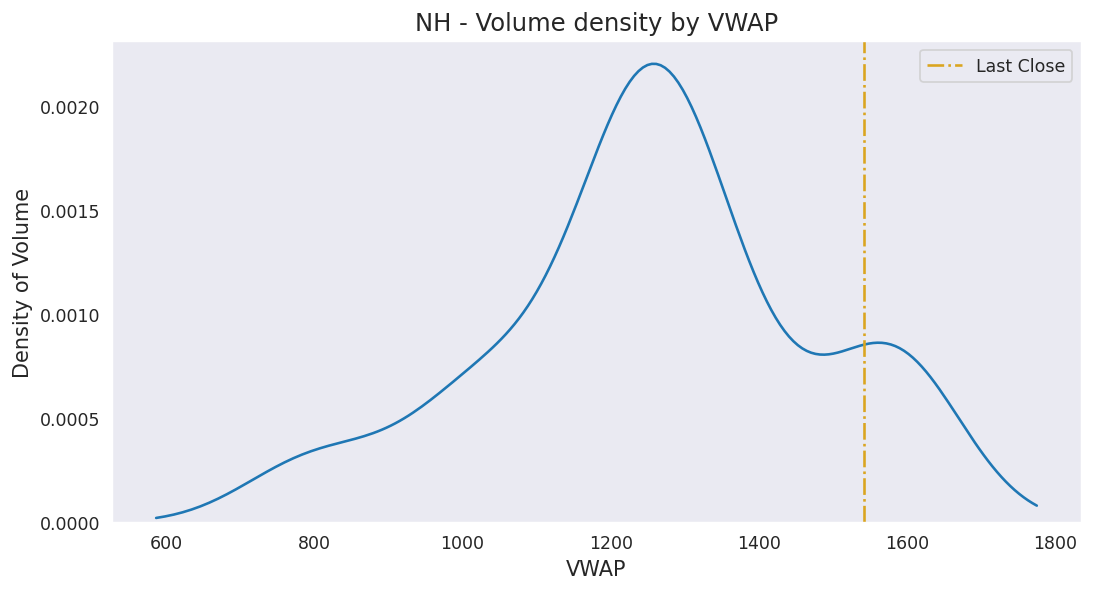 NH - Volume density by VWAP
Last Close
Density of Volume
0.0020
0.0015
0.0010
0.0005
0.0000
600 800 1000 1200 1400 1600 1800
VWAP